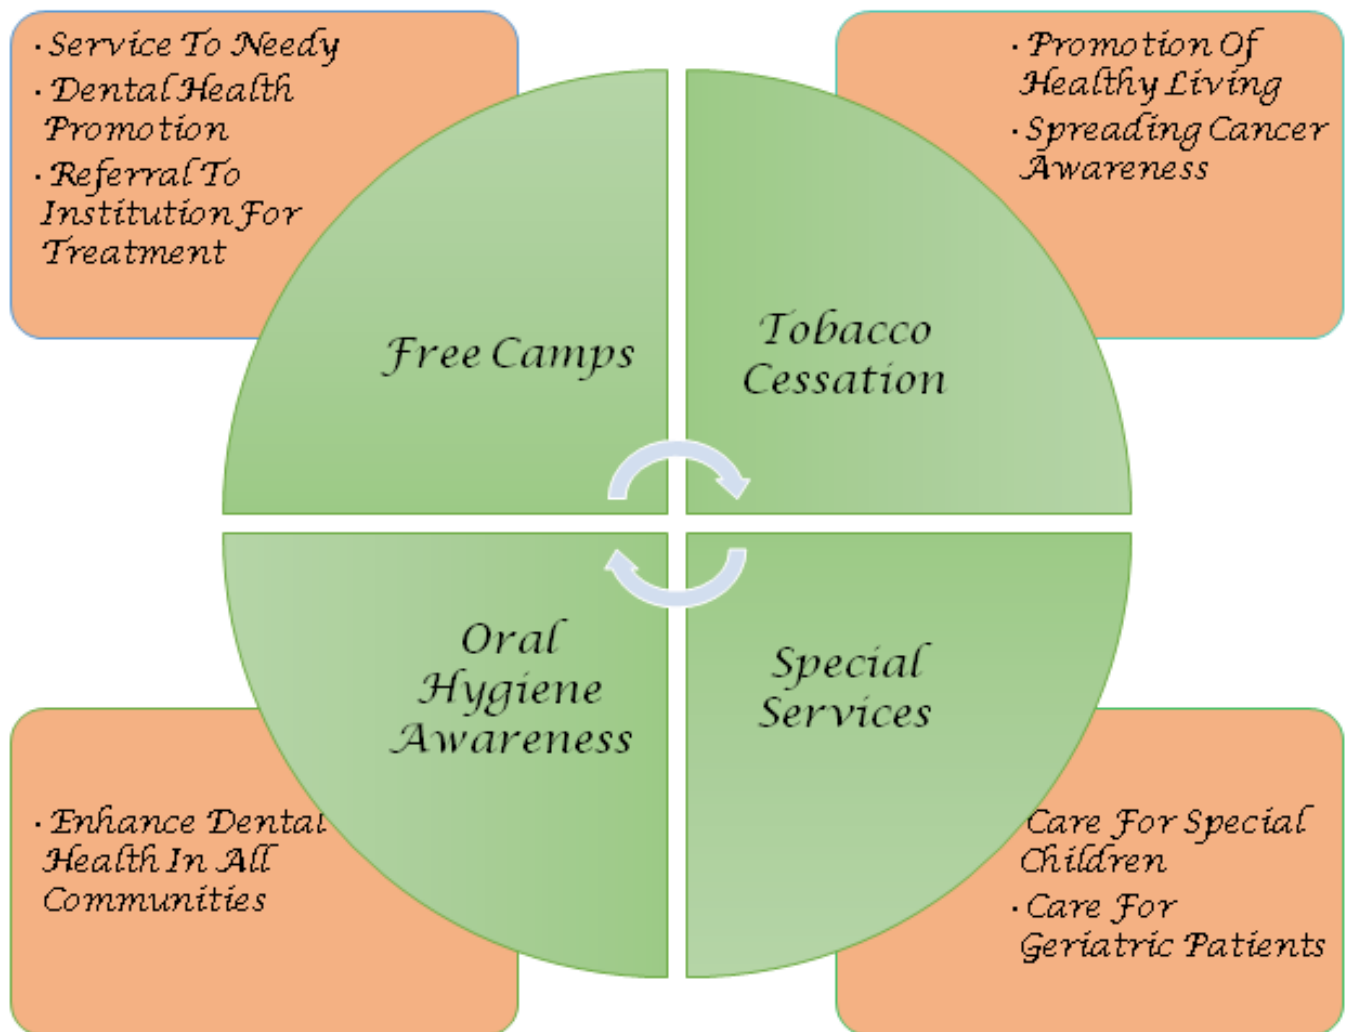 · Service To Needy
· Dental Health
Promotion
· Referral To
Institution For
Treatment
· Promotion Of
Healthy Living
· Spreading Cancer
Awareness
Free Camps
Tobacco
Cessation
Oral
Hygiene
Awareness
Special
Services
· Enhance Dental
Health In All
Communities
Care For Special
Children
· Care For
Geriatric Patients